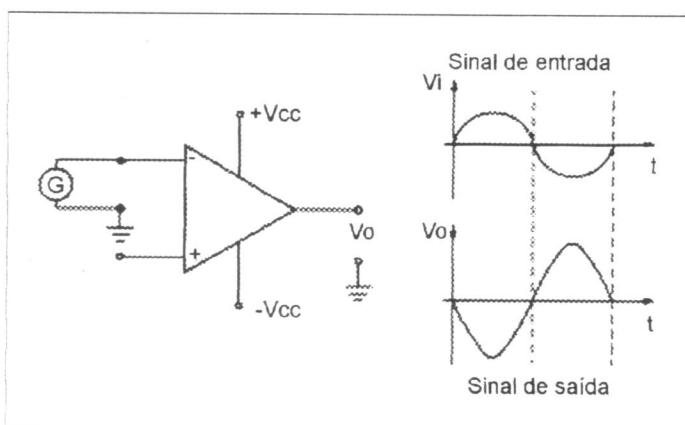 Sinal de entrada
Vi
+Vcc
-
G
t
+
Vo
Vo
-Vcc
t
Sinal de saída